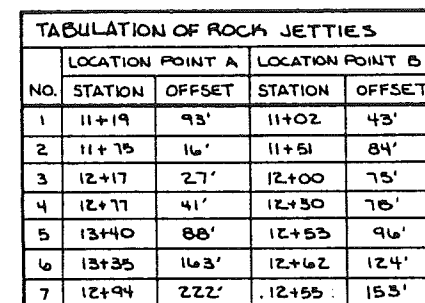 TABULATION OF ROCK JETTIES
LOCATION POINT A LOCATION POINT B
NO. STATION OFFSET STATION OFFSET
1 11+19 93' 11+02 43'
2 11+75 16' 11+51 84'
3 12+17 27' 12+00 75'
4 12+77 41' 12+30 78'
5 13+40 88' 12+53 96'
6 13+35 163' 12+62 124'
7 12+94 222' 12+55 153'